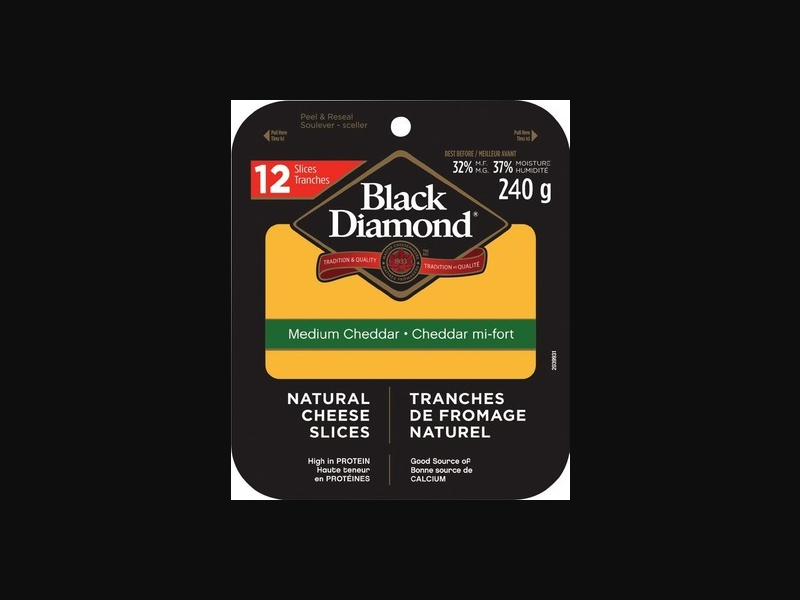 Peel & Reseal
Soulever - sceller
Pull Here
Tirez Ici
Pull Here
Tirez Ici
BEST BEFORE / MEILLEUR AVANT
32% M.F. M.G. 37% MOISTURE HUMIDITÉ
240 g
12 Slices
Tranches
Black
Diamond®
TRADITION & QUALITY
1933
TRADITION et QUALITÉ
Medium Cheddar • Cheddar mi-fort
NATURAL
CHEESE
SLICES
TRANCHES
DE FROMAGE
NATUREL
High in PROTEIN
Haute teneur
en PROTÉINES
Good Source of
Bonne source de
CALCIUM